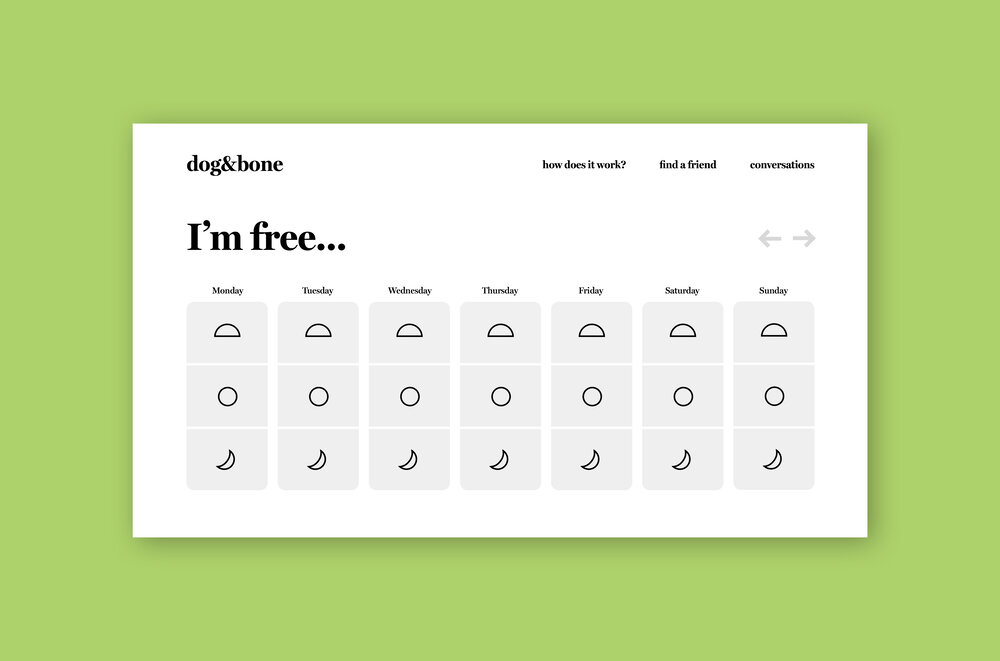 dog&bone
how does it work? find a friend conversations
I’m free...
Monday Tuesday Wednesday Thursday Friday Saturday Sunday